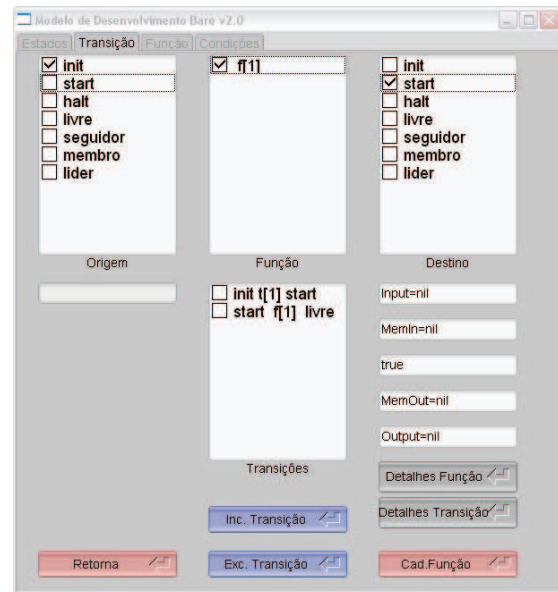 Modelo de Desenvolvimento Bare v2.0
Estados Transição Função Condições
init
start
halt
livre
seguidor
membro
lider
Origem
f[1]
Função
init
start
halt
livre
seguidor
membro
lider
Destino
init t[1] start
start f[1] livre
Transições
Input=nil
MemIn=nil
true
MemOut=nil
Output=nil
Detalhes Função
Detalhes Transição
Inc. Transição
Retorna
Exc. Transição
Cad.Função